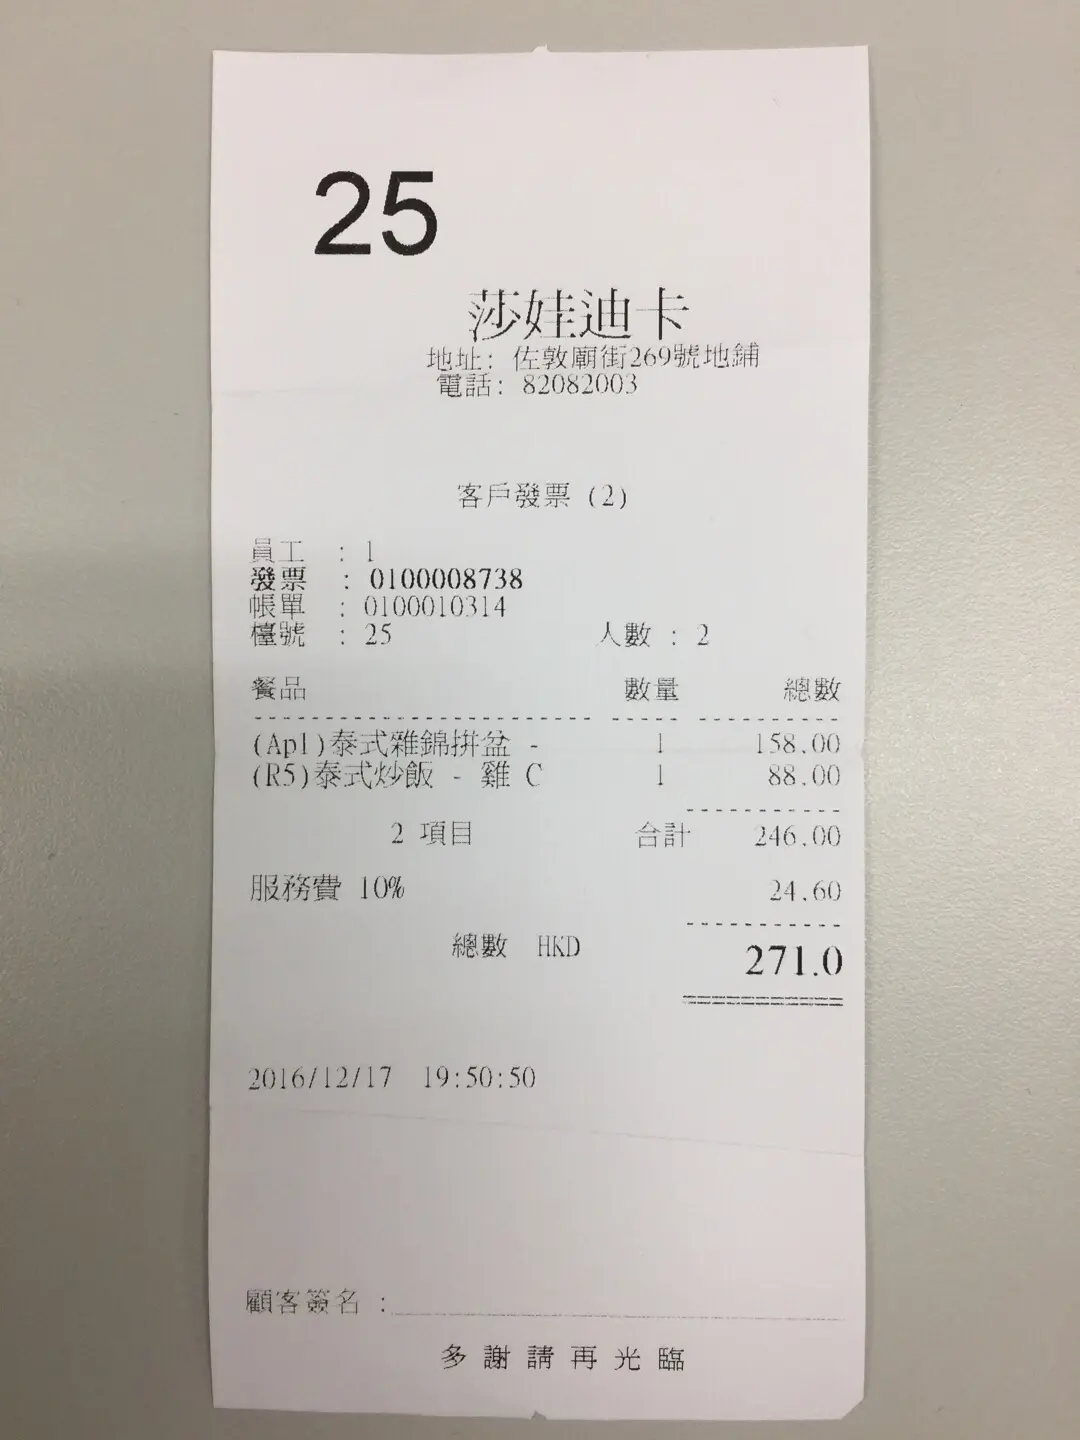 25
莎娃迪卡
地址: 佐敦廟街269號地鋪
電話: 82082003
客戶發票 (2)
員工 : 1
發票 : 0100008738
帳單 : 0100010314
檯號 : 25 人數 : 2
餐品 數量 總數
(Ap1)泰式雜錦拼盆 - 1 158.00
(R5)泰式炒飯 - 雞 C 1 88.00
2 項目 合計 246.00
服務費 10% 24.60
總數 HKD 271.0
2016/12/17 19:50:50
顧客簽名 :
多謝請再光臨